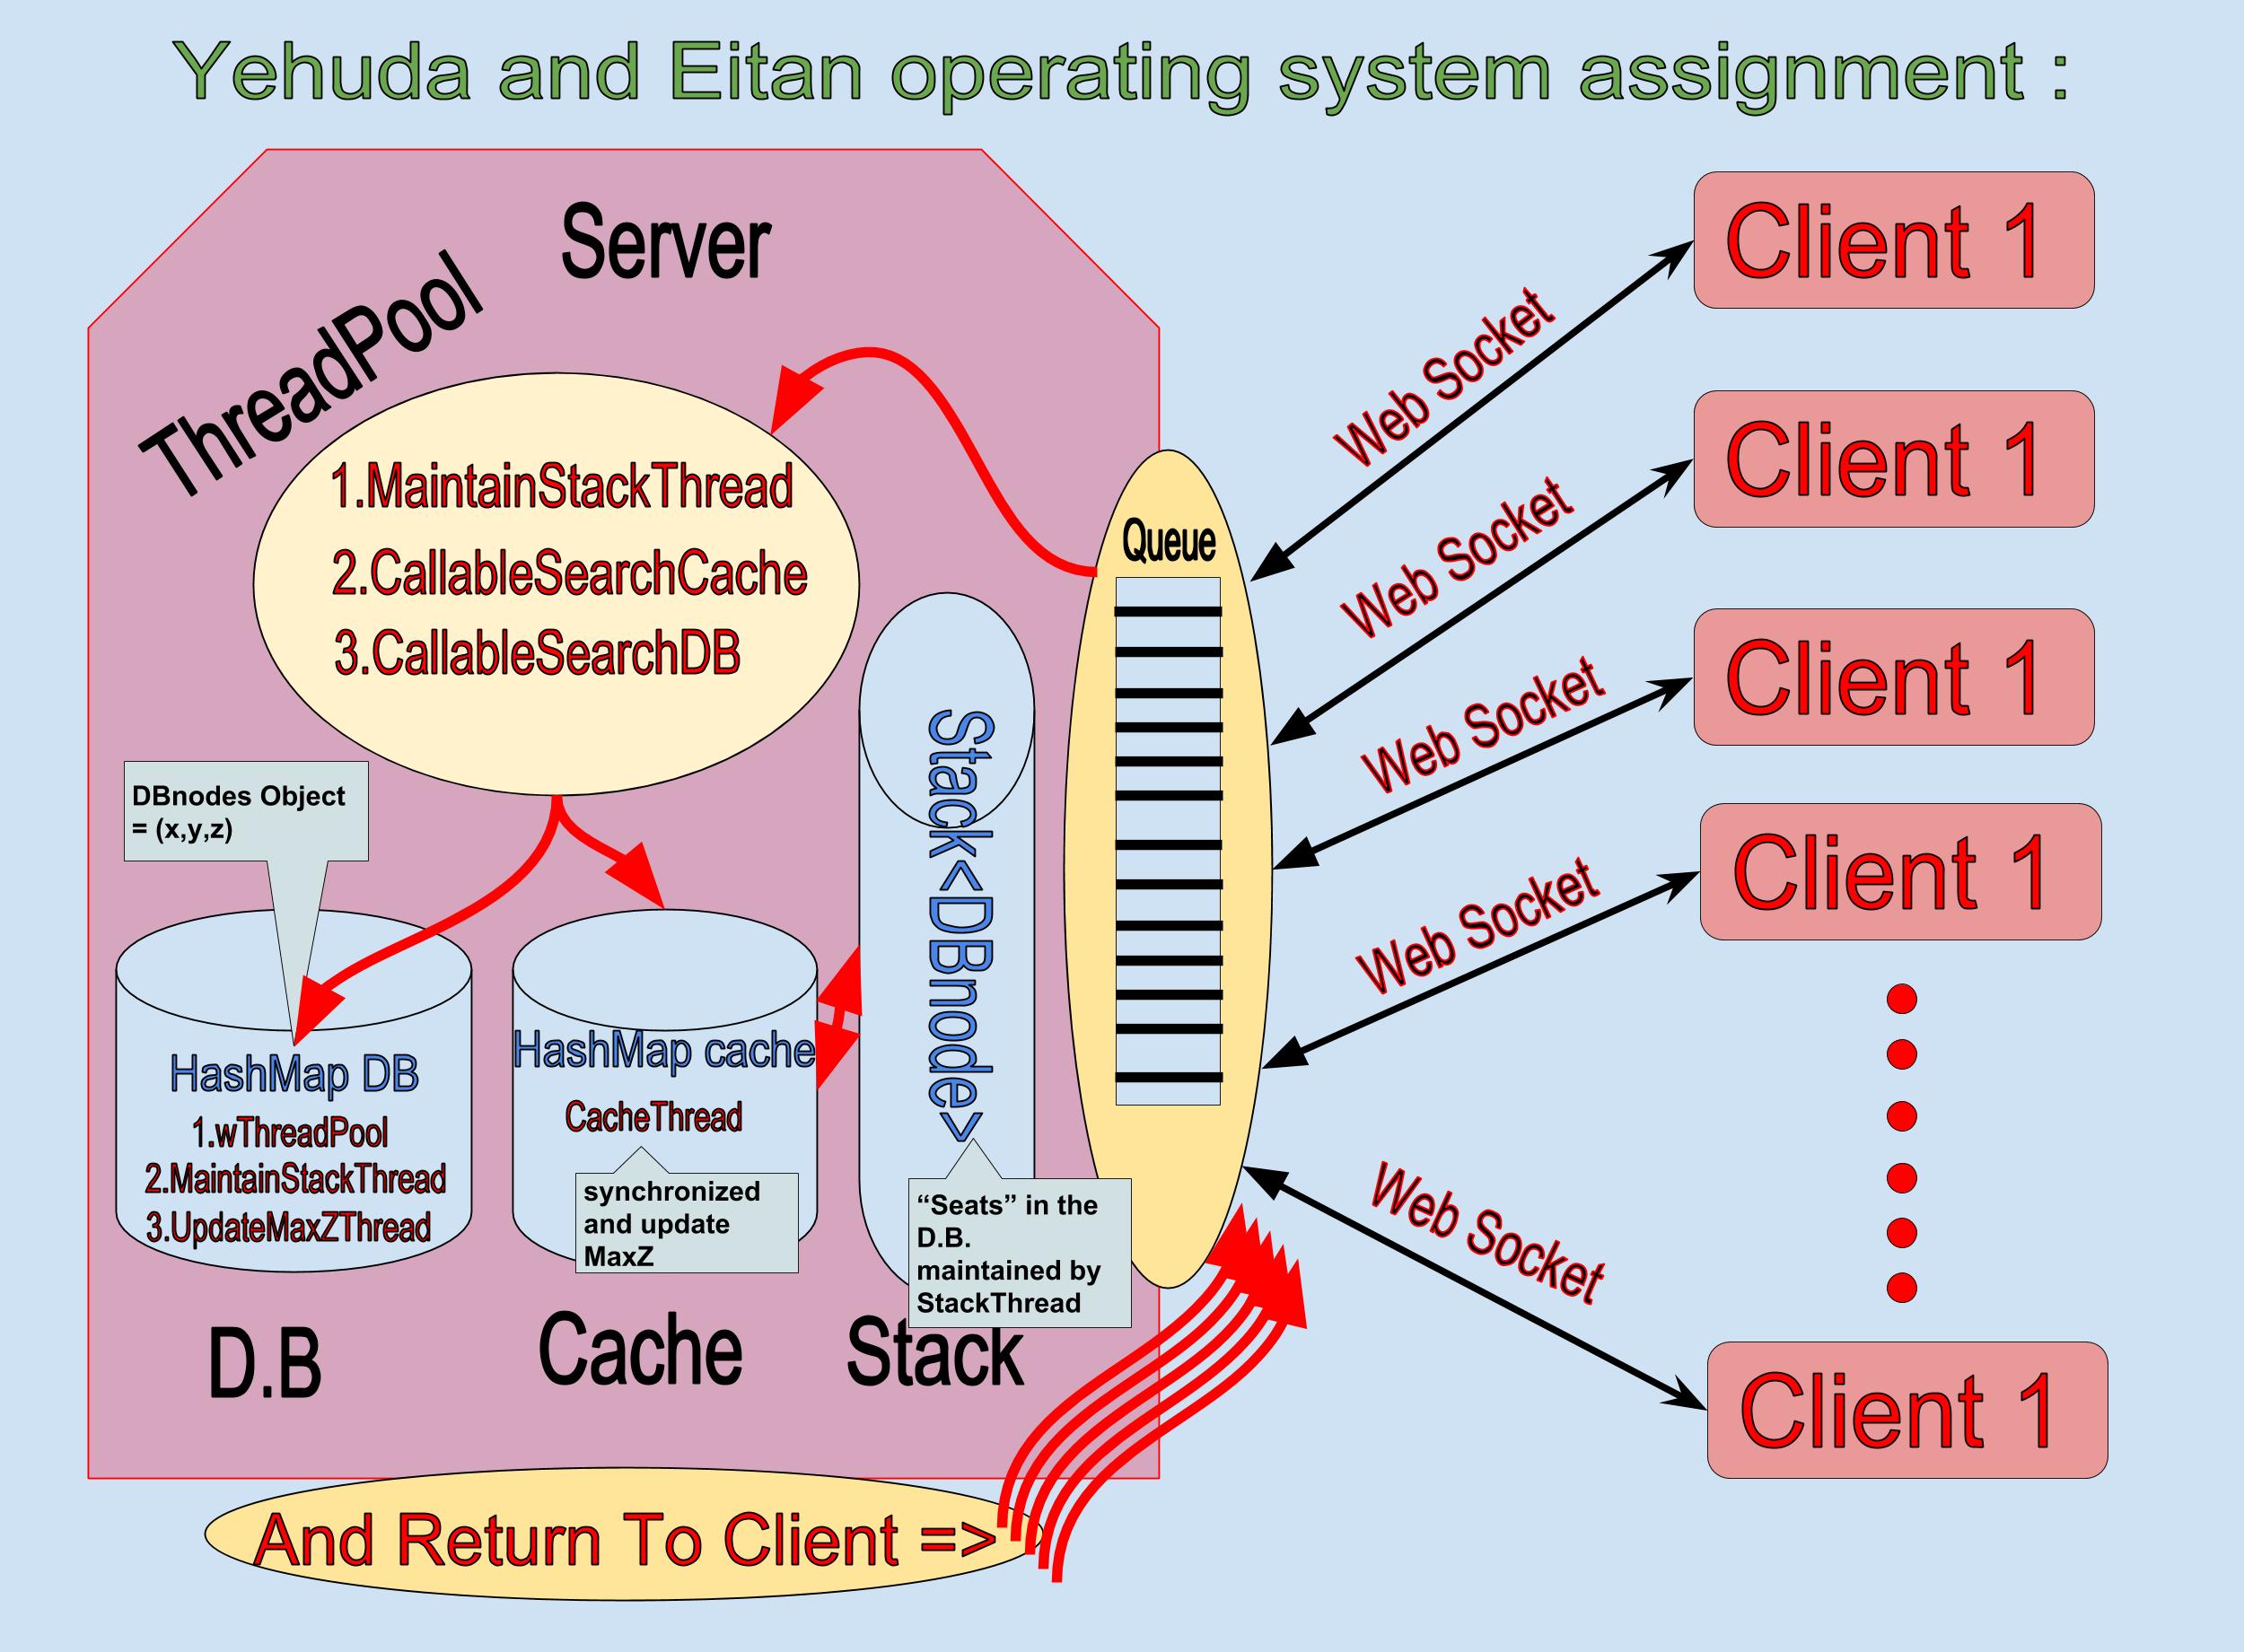 Yehuda and Eitan operating system assignment :
Server
ThreadPool
1.MaintainStackThread
2.CallableSearchCache
3.CallableSearchDB
DBnodes Object
= (x,y,z)
HashMap DB
1.wThreadPool
2.MaintainStackThread
3.UpdateMaxZThread
D.B
HashMap cache
CacheThread
synchronized
and update
MaxZ
Cache
Stack<DBnode>
“Seats” in the
D.B.
maintained by
StackThread
Stack
Queue
Web Socket
Web Socket
Web Socket
Web Socket
Web Socket
Client 1
Client 1
Client 1
Client 1
Client 1
And Return To Client =>